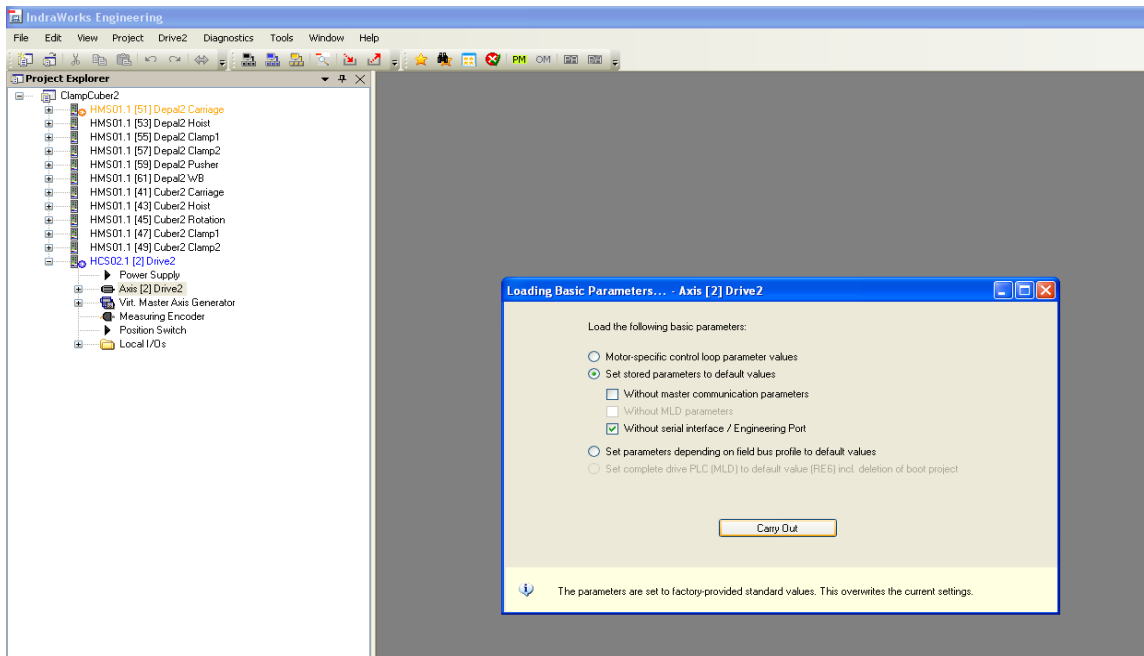 IndraWorks Engineering
File Edit View Project Drive2 Diagnostics Tools Window Help
PM OM
Project Explorer
ClampCuber2
HMS01.1 [51] Depal2 Carriage
HMS01.1 [53] Depal2 Hoist
HMS01.1 [55] Depal2 Clamp1
HMS01.1 [57] Depal2 Clamp2
HMS01.1 [59] Depal2 Pusher
HMS01.1 [61] Depal2 WB
HMS01.1 [41] Cuber2 Carriage
HMS01.1 [43] Cuber2 Hoist
HMS01.1 [45] Cuber2 Rotation
HMS01.1 [47] Cuber2 Clamp1
HMS01.1 [49] Cuber2 Clamp2
HCS02.1 [2] Drive2
Power Supply
Axis [2] Drive2
Virt. Master Axis Generator
Measuring Encoder
Position Switch
Local I/Os
Loading Basic Parameters... - Axis [2] Drive2
Load the following basic parameters:
Motor-specific control loop parameter values
Set stored parameters to default values
Without master communication parameters
Without MLD parameters
Without serial interface / Engineering Port
Set parameters depending on field bus profile to default values
Set complete drive PLC (MLD) to default value (RE6) incl. deletion of boot project
Carry Out
The parameters are set to factory-provided standard values. This overwrites the current settings.